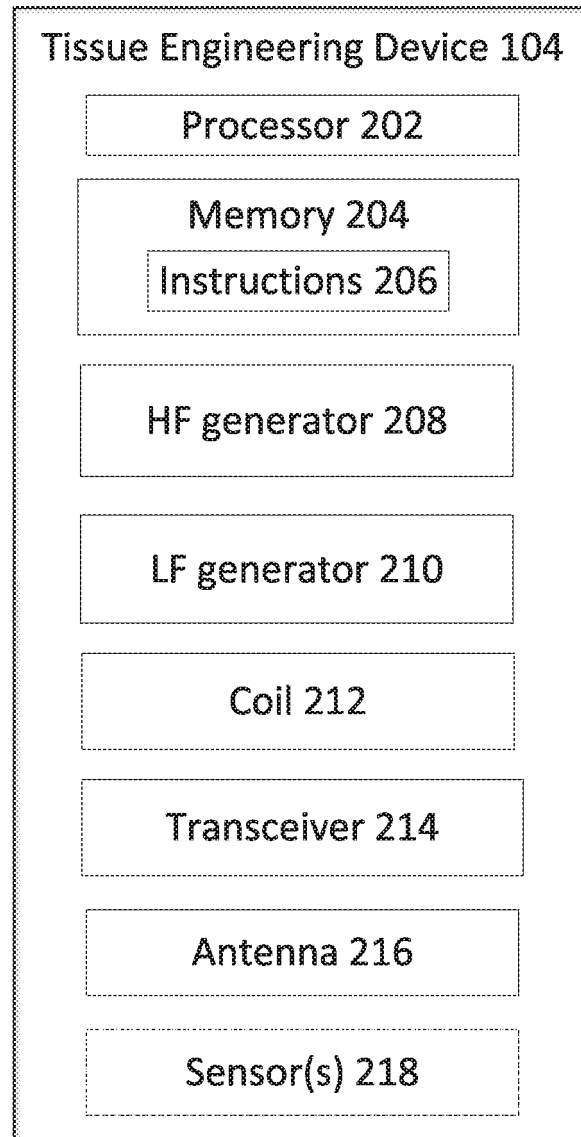 Tissue Engineering Device 104
Processor 202
Memory 204
Instructions 206
HF generator 208
LF generator 210
Coil 212
Transceiver 214
Antenna 216
Sensor(s) 218